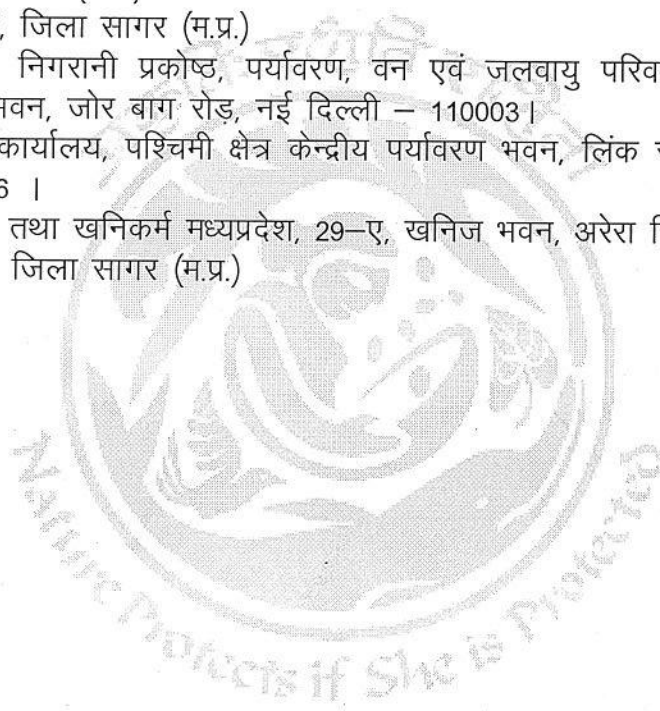 , जिला सागर (म.प्र.)
निगरानी प्रकोष्ठ, पर्यावरण, वन एवं जलवायु परिव
भवन, जोर बाग रोड़, नई दिल्ली – 110003।
कार्यालय, पश्चिमी क्षेत्र केन्द्रीय पर्यावरण भवन, लिंक
6 ।
तथा खनिकर्म मध्यप्रदेश, 29–ए, खनिज भवन, अरेरा हि
जिला सागर (म.प्र.)
Nature Protects if She is Protected